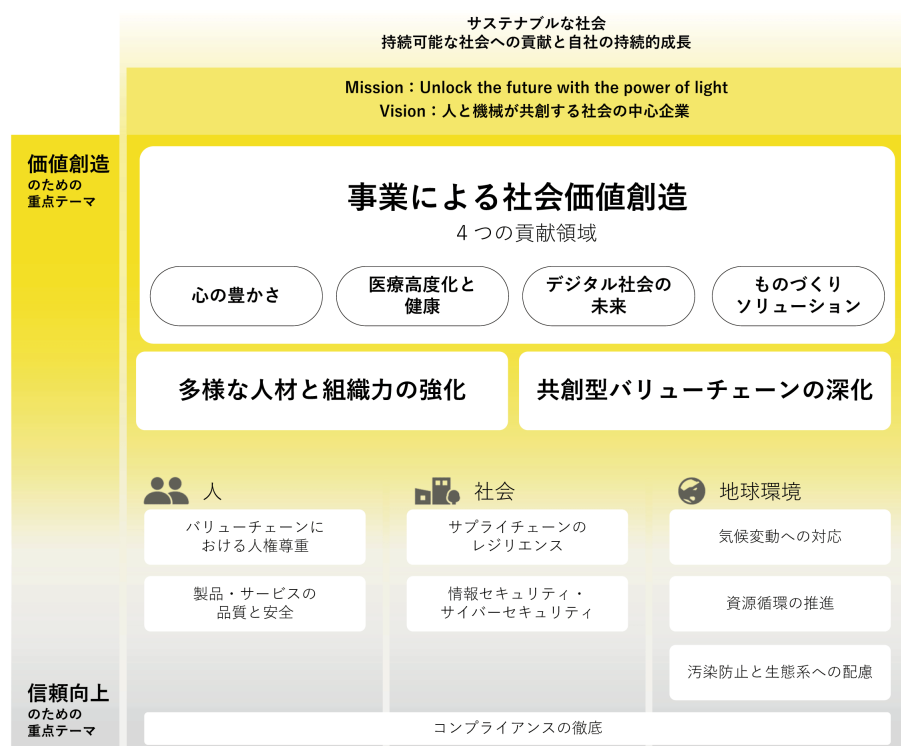 サステナブルな社会
持続可能な社会への貢献と自社の持続的成長
Mission：Unlock the future with the power of light
Vision：人と機械が共創する社会の中心企業
価値創造
のための
重点テーマ
事業による社会価値創造
4つの貢献領域
心の豊かさ
医療高度化と
健康
デジタル社会の
未来
ものづくり
ソリューション
多様な人材と組織力の強化
共創型バリューチェーンの深化
人
バリューチェーンに
おける人権尊重
製品・サービスの
品質と安全
社会
サプライチェーンの
レジリエンス
情報セキュリティ・
サイバーセキュリティ
地球環境
気候変動への対応
資源循環の推進
汚染防止と生態系への配慮
信頼向上
のための
重点テーマ
コンプライアンスの徹底